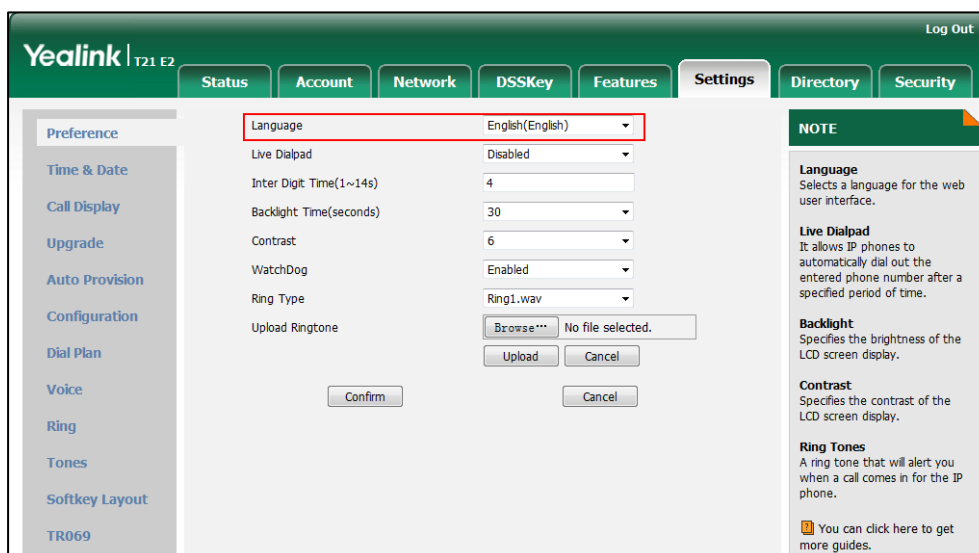 Log Out
Yealink T21 E2
Status Account Network DSSKey Features Settings Directory Security
Preference
Time & Date
Call Display
Upgrade
Auto Provision
Configuration
Dial Plan
Voice
Ring
Tones
Softkey Layout
TR069
Language English(English)
Live Dialpad Disabled
Inter Digit Time(1~14s) 4
Backlight Time(seconds) 30
Contrast 6
WatchDog Enabled
Ring Type Ring1.wav
Upload Ringtone Browse··· No file selected.
Upload Cancel
Confirm Cancel
NOTE
Language
Selects a language for the web
user interface.
Live Dialpad
It allows IP phones to
automatically dial out the
entered phone number after a
specified period of time.
Backlight
Specifies the brightness of the
LCD screen display.
Contrast
Specifies the contrast of the
LCD screen display.
Ring Tones
A ring tone that will alert you
when a call comes in for the IP
phone.
You can click here to get
more guides.